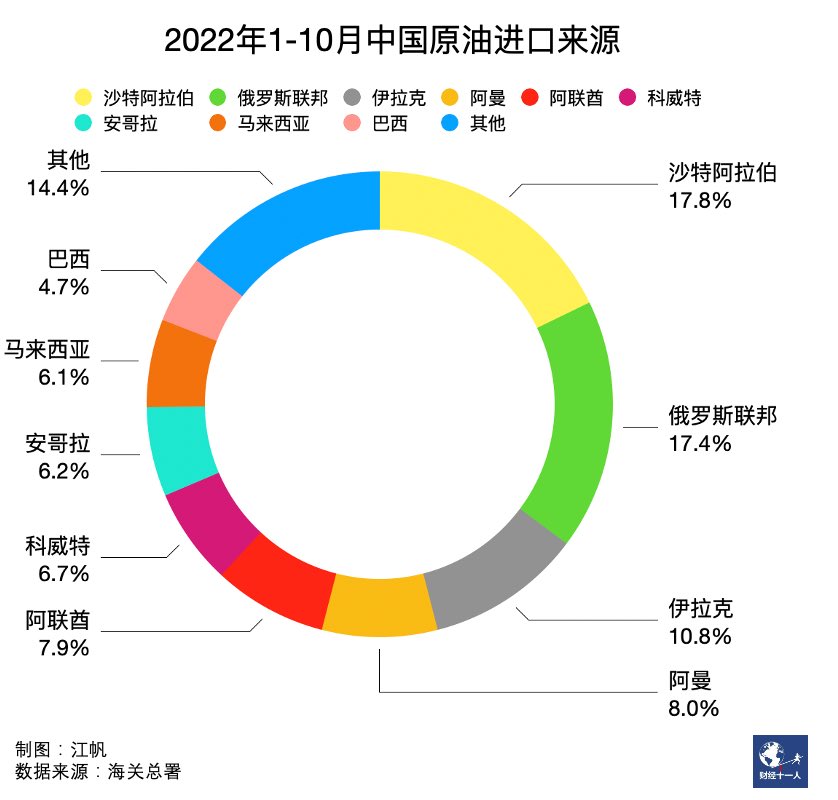 2022年1-10月中国原油进口来源
沙特阿拉伯 俄罗斯联邦 伊拉克 阿曼 阿联酋 科威特
安哥拉 马来西亚 巴西 其他
其他
14.4%
沙特阿拉伯
17.8%
巴西
4.7%
马来西亚
6.1%
俄罗斯联邦
17.4%
安哥拉
6.2%
科威特
6.7%
伊拉克
10.8%
阿联酋
7.9%
阿曼
8.0%
制图：江帆
数据来源：海关总署
财经十一人